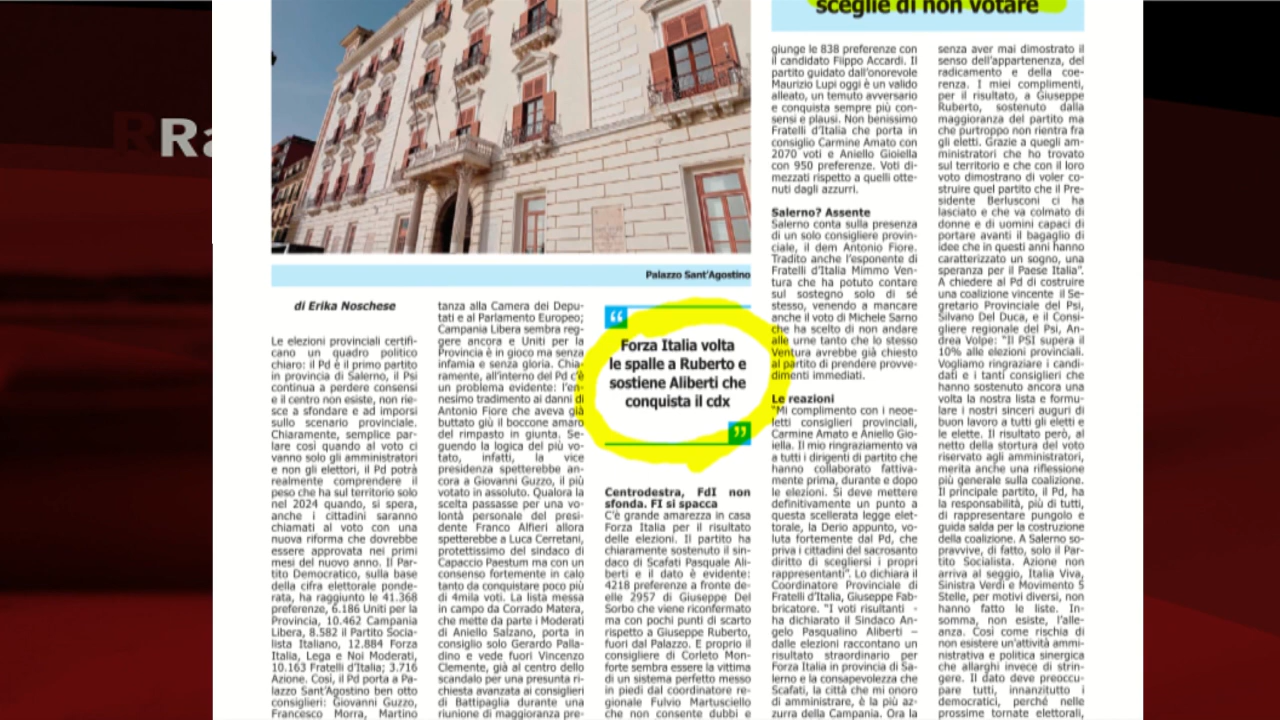 Ra
sceglie di non votare
Palazzo Sant'Agostino
di Erika Noschese
Le elezioni provinciali certifi-
cano un quadro politico
chiaro: il Pd è il primo partito
in provincia di Salerno, il Psi
continua a perdere consensi
e il centro non esiste, non rie-
sce a sfondare e ad imporsi
sullo scenario provinciale.
Chiaramente, semplice par-
lare così quando al voto ci
vanno solo gli amministratori
e non gli elettori, il Pd potrà
realmente comprendere il
peso che ha sul territorio solo
nel 2024 quando, si spera,
anche i cittadini saranno
chiamati al voto con una
nuova riforma che dovrebbe
essere approvata nei primi
mesi del nuovo anno. Il Par-
tito Democratico, sulla base
della cifra elettorale ponde-
rata, ha raggiunto le 41.368
preferenze, 6.186 Uniti per la
Provincia, 10.462 Campania
Libera, 8.582 il Partito Socia-
lista Italiano, 12.884 Forza
Italia, Lega e Noi Moderati,
10.163 Fratelli d'Italia; 3.716
Azione. Così, il Pd porta a Pa-
lazzo Sant'Agostino ben otto
consiglieri: Giovanni Guzzo,
Francesco Morra, Martino
tanza alla Camera dei Depu-
tati e al Parlamento Europeo;
Campania Libera sembra reg-
gere ancora e Uniti per la
Provincia è in gioco ma senza
infamia e senza gloria. Chia-
ramente, all'interno del Pd c'è
un problema evidente: l'en-
nesimo tradimento ai danni di
Antonio Fiore che aveva già
buttato giù il boccone amaro
del rimpasto in giunta. Se-
guendo la logica del più vo-
tato, infatti, la vice
presidenza spetterebbe an-
cora a Giovanni Guzzo, il più
votato in assoluto. Qualora la
scelta passasse per una vo-
lontà personale del presi-
dente Franco Alfieri allora
spetterebbe a Luca Cerretani,
protettissimo del sindaco di
Capaccio Paestum ma con un
consenso fortemente in calo
tanto da conquistare poco più
di 4mila voti. La lista messa
in campo da Corrado Matera,
che mette da parte i Moderati
di Aniello Salzano, porta in
consiglio solo Gerardo Palla-
dino e vede fuori Vincenzo
Clemente, già al centro dello
scandalo per una presunta ri-
chiesta avanzata ai consiglieri
di Battipaglia durante una
riunione di maggioranza pre-
“
Forza Italia volta
le spalle a Ruberto e
sostiene Aliberti che
conquista il cdx
”
Centrodestra, FdI non
sfonda. FI si spacca
C'è grande amarezza in casa
Forza Italia per il risultato
delle elezioni. Il partito ha
chiaramente sostenuto il sin-
daco di Scafati Pasquale Ali-
berti e il dato è evidente:
4218 preferenze a fronte de-
elle 2957 di Giuseppe Del
Sorbo che viene riconfermato
ma con pochi punti di scarto
rispetto a Giuseppe Ruberto,
fuori dal Palazzo. E proprio il
consigliere di Corleto Mon-
forte sembra essere la vittima
di un sistema perfetto messo
in piedi dal coordinatore re-
gionale Fulvio Martusciello
che non consente dubbi e
giunge le 838 preferenze con
il candidato Flippo Accardi. Il
partito guidato dall'onorevole
Maurizio Lupi oggi è un valido
alleato, un temuto avversario
e conquista sempre più con-
sensi e plausi. Non benissimo
Fratelli d'Italia che porta in
consiglio Carmine Amato con
2070 voti e Aniello Gioiella
con 950 preferenze. Voti di-
mezzati rispetto a quelli otte-
nuti dagli azzurri.
Salerno? Assente
Salerno conta sulla presenza
di un solo consigliere provin-
ciale, il dem Antonio Fiore.
Tradito anche l'esponente di
Fratelli d'Italia Mimmo Ven-
tura che ha potuto contare
sul sostegno solo di sé
stesso, venendo a mancare
anche il voto di Michele Sarno
che ha scelto di non andare
alle urne tanto che lo stesso
Ventura avrebbe già chiesto
al partito di prendere provve-
dimenti immediati.
Le reazioni
"Mi complimento con i neoe-
letti consiglieri provinciali,
Carmine Amato e Aniello Gio-
iella. Il mio ringraziamento va
a tutti i dirigenti di partito che
hanno collaborato fattiva-
mente prima, durante e dopo
le elezioni. Si deve mettere
definitivamente un punto a
questa scellerata legge elet-
torale, la Derio appunto, vo-
luta fortemente dal Pd, che
priva i cittadini del sacrosanto
diritto di scegliersi i propri
rappresentanti". Lo dichiara il
Coordinatore Provinciale di
Fratelli d'Italia, Giuseppe Fab-
bricatore. "I voti risultanti -
ha dichiarato il Sindaco An-
gelo Pasqualino Aliberti –
dalle elezioni raccontano un
risultato straordinario per
Forza Italia in provincia di Sa-
lerno e la consapevolezza che
Scafati, la città che mi onoro
di amministrare, è la più az-
zurra della Campania. Ora la
senza aver mai dimostrato il
senso dell'appartenenza, del
radicamento e della coe-
renza. I miei complimenti,
per il risultato, a Giuseppe
Ruberto, sostenuto dalla
maggioranza del partito ma
che purtroppo non rientra fra
gli eletti. Grazie a quegli am-
ministratori che ho trovato
sul territorio e che con il loro
voto dimostrano di voler co-
struire quel partito che il Pre-
sidente Berlusconi ci ha
lasciato e che va colmato di
donne e di uomini capaci di
portare avanti il bagaglio di
idee che in questi anni hanno
caratterizzato un sogno, una
speranza per il Paese Italia".
A chiedere al Pd di costruire
una coalizione vincente il Se-
gretario Provinciale del Psi,
Silvano Del Duca, e il Consi-
gliere regionale del Psi, An-
drea Volpe: "Il PSI supera il
10% alle elezioni provinciali.
Vogliamo ringraziare i candi-
dati e i tanti consiglieri che
hanno sostenuto ancora una
volta la nostra lista e formu-
lare i nostri sinceri auguri di
buon lavoro a tutti gli eletti e
le elette. Il risultato però, al
netto della stortura del voto
riservato agli amministratori,
merita anche una riflessione
più generale sulla coalizione.
Il principale partito, il Pd, ha
la responsabilità, più di tutti,
di rappresentare pungolo e
guida salda per la costruzione
della coalizione. A Salerno so-
pravvive, di fatto, solo il Par-
tito Socialista. Azione non
arriva al seggio, Italia Viva,
Sinistra Verdi e Movimento 5
Stelle, per motivi diversi, non
hanno fatto le liste. In-
somma, non esiste, l'alle-
anza. Così come rischia di
non esistere un'attività ammi-
nistrativa e politica sinergica
che allarghi invece di strin-
gere. Il dato deve preoccu-
pare tutti, innanzitutto i
democratici, perché nelle
prossime tornate elettorali,